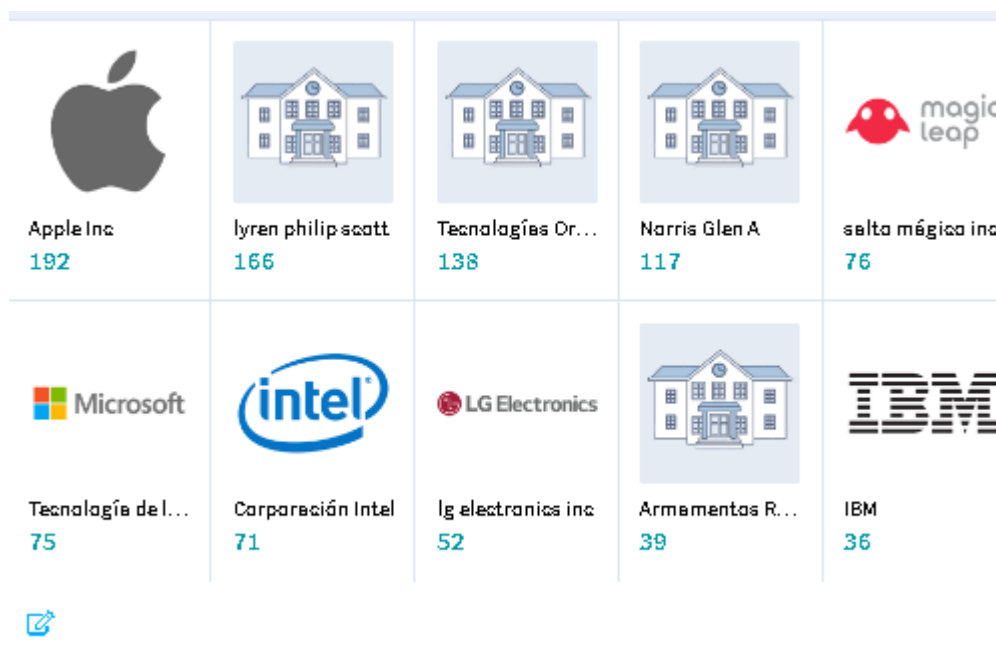 magic
leap
Apple Inc
192
lyren philip scott
166
Tecnologías Or...
138
Norris Glen A
117
salto mágico inc
76
Microsoft
intel
LG Electronics
IBM
Tecnología de l...
75
Corporación Intel
71
lg electronics inc
52
Armamentos R...
39
IBM
36